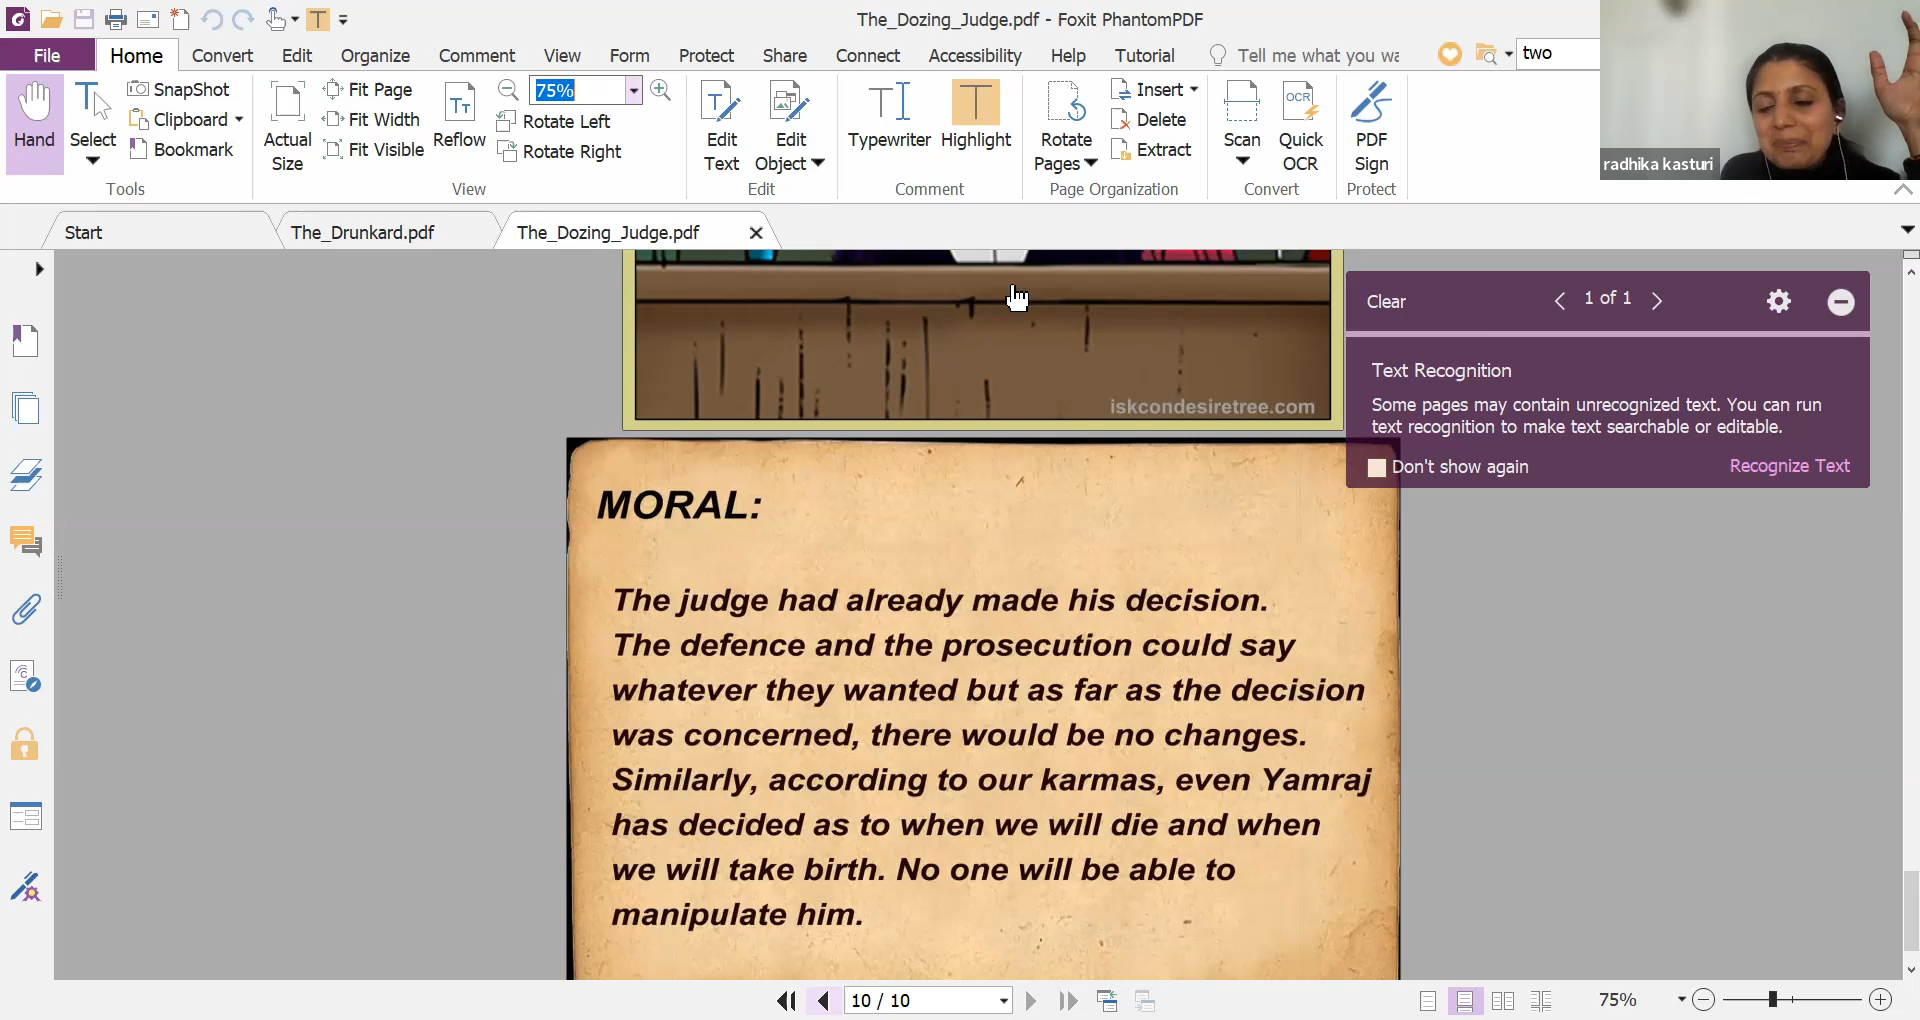 The_Dozing_Judge.pdf - Foxit PhantomPDF
File
Home
Convert
Edit
Organize
Comment
View
Form
Protect
Share
Connect
Accessibility
Help
Tutorial
Tell me what you wa
two
Hand
Select
SnapShot
Clipboard
Bookmark
Tools
Actual
Size
Fit Page
Fit Width
Fit Visible
Reflow
75%
Rotate Left
Rotate Right
View
Edit
Text
Edit
Object
Edit
Typewriter
Highlight
Comment
Rotate
Pages
Insert
Delete
Extract
Page Organization
Scan
OCR
Quick
OCR
Convert
PDF
Sign
Protect
radhika kasturi
Start
The_Drunkard.pdf
The_Dozing_Judge.pdf
iskcondesiretree.com
Clear
1 of 1
Text Recognition
Some pages may contain unrecognized text. You can run
text recognition to make text searchable or editable.
Don't show again
Recognize Text
MORAL:
The judge had already made his decision.
The defence and the prosecution could say
whatever they wanted but as far as the decision
was concerned, there would be no changes.
Similarly, according to our karmas, even Yamraj
has decided as to when we will die and when
we will take birth. No one will be able to
manipulate him.
10 / 10
75%